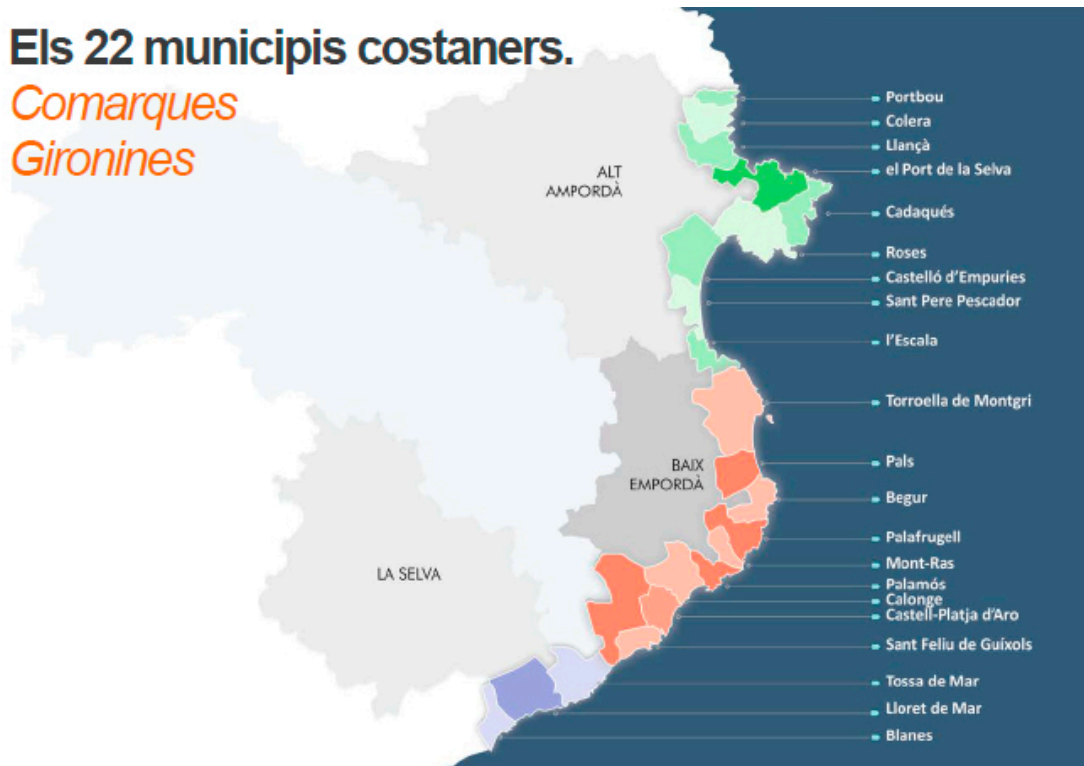 Els 22 municipis costaners.
Comarques
Gironines
ALT
AMPORDÀ
BAIX
EMPORDÀ
LA SELVA
Portbou
Colera
Llançà
el Port de la Selva
Cadaqués
Roses
Castelló d'Empuries
Sant Pere Pescador
l'Escala
Torroella de Montgri
Pals
Begur
Palafrugell
Mont-Ras
Palamós
Calonge
Castell-Platja d'Aro
Sant Feliu de Guíxols
Tossa de Mar
Lloret de Mar
Blanes